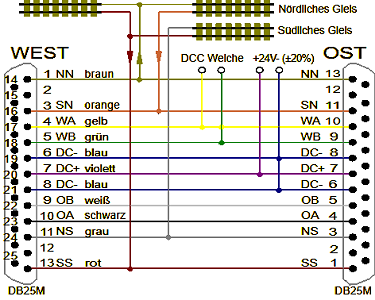 Nördliches Gleis
Südliches Gleis
WEST
OST
DCC Weiche +24V- (±20%)
14 1 NN braun NN 13
15 2 12
16 3 SN orange SN 11
17 4 WA gelb WA 10
18 5 WB grün WB 9
19 6 DC- blau DC- 8
20 7 DC+ violett DC+ 7
21 8 DC- blau DC- 6
22 9 OB weiß OB 5
23 10 OA schwarz OA 4
24 11 NS grau NS 3
25 12 2
13 SS rot SS 1
DB25M
DB25M